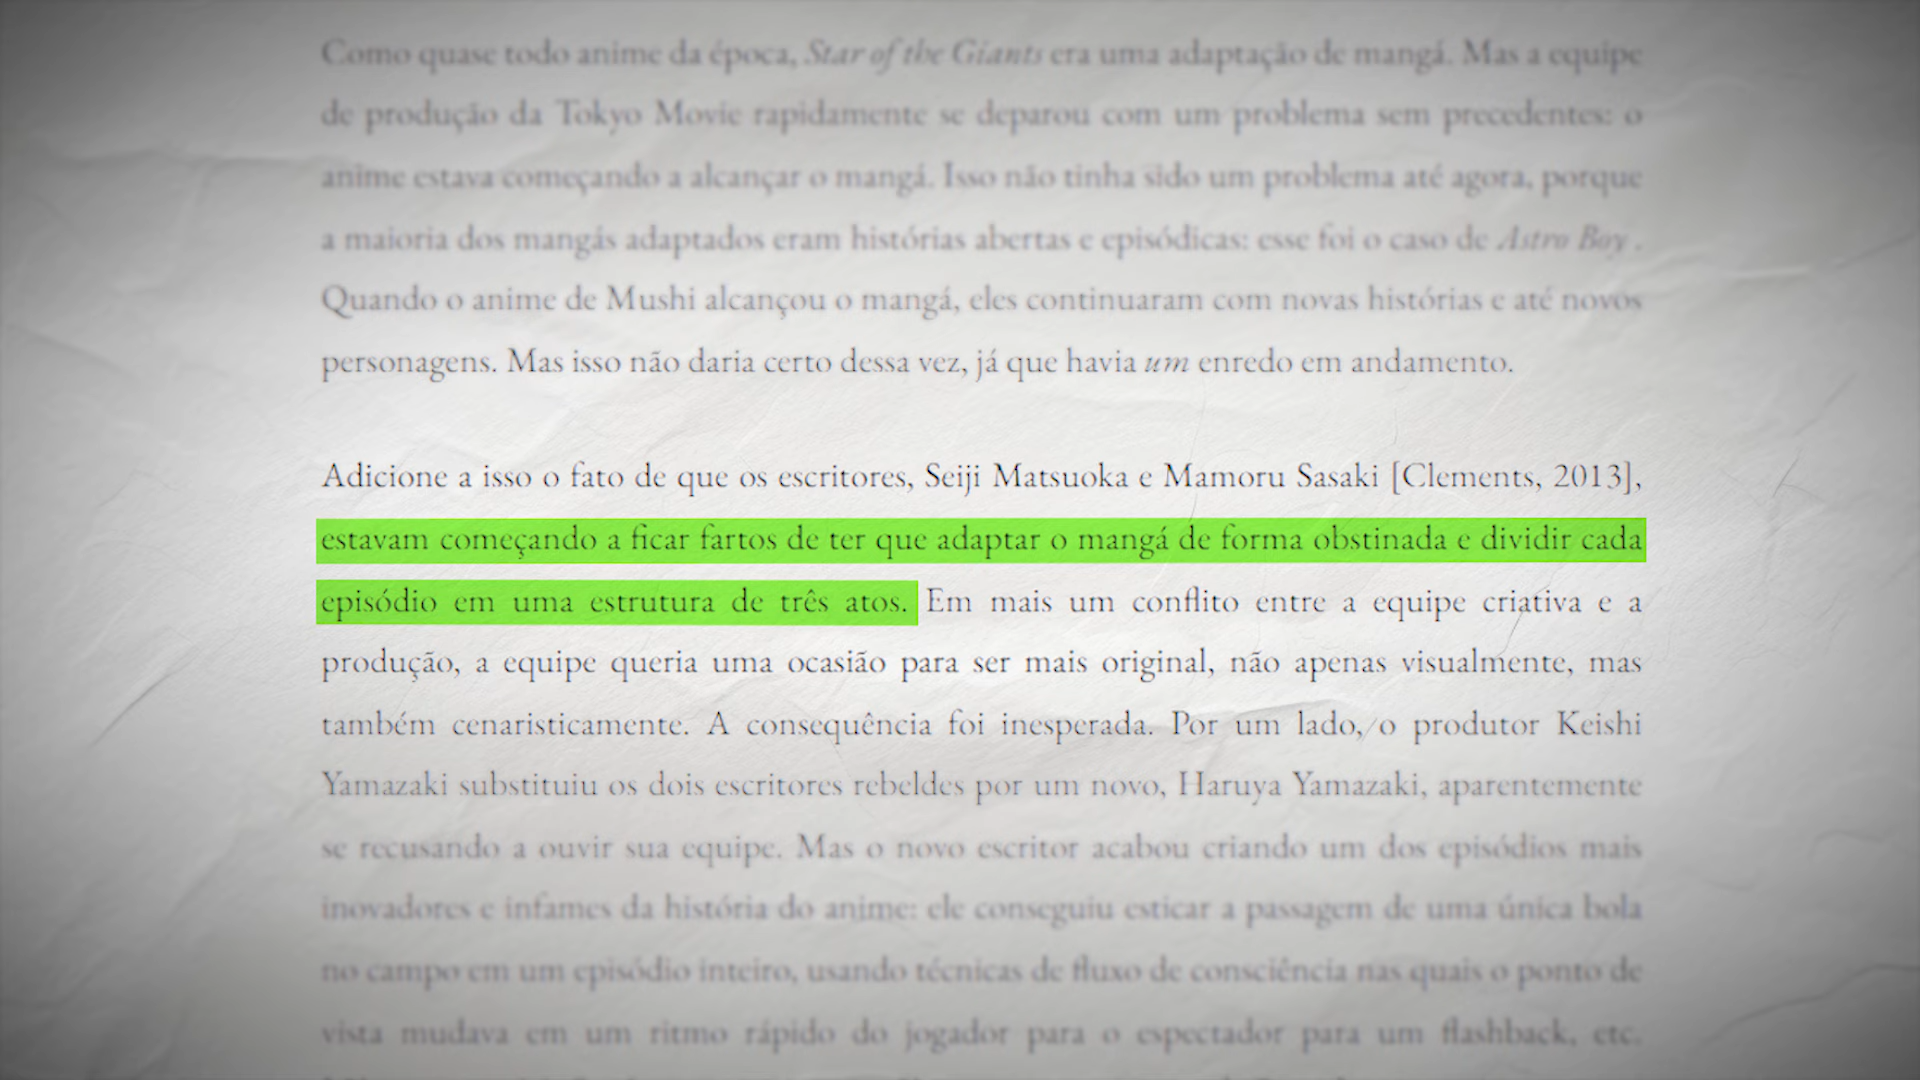 Como quase todo anime da época, Star of the Giants era uma adaptação de mangá. Mas a equipe
de produção da Tokyo Movie rapidamente se deparou com um problema sem precedentes: o
anime estava começando a alcançar o mangá. Isso não tinha sido um problema até agora, porque
a maioria dos mangás adaptados eram histórias abertas e episódicas: esse foi o caso de Astro Boy .
Quando o anime de Mushi alcançou o mangá, eles continuaram com novas histórias e até novos
personagens. Mas isso não daria certo dessa vez, já que havia um enredo em andamento.
Adicione a isso o fato de que os escritores, Seiji Matsuoka e Mamoru Sasaki [Clements, 2013],
estavam começando a ficar fartos de ter que adaptar o mangá de forma obstinada e dividir cada
episódio em uma estrutura de três atos. Em mais um conflito entre a equipe criativa e a
produção, a equipe queria uma ocasião para ser mais original, não apenas visualmente, mas
também cenaristicamente. A consequência foi inesperada. Por um lado, o produtor Keishi
Yamazaki substituiu os dois escritores rebeldes por um novo, Haruya Yamazaki, aparentemente
se recusando a ouvir sua equipe. Mas o novo escritor acabou criando um dos episódios mais
inovadores e infames da história do anime: ele conseguiu esticar a passagem de uma única bola
no campo em um episódio inteiro, usando técnicas de fluxo de consciência nas quais o ponto de
vista mudava em um ritmo rápido do jogador para o espectador para um flashback, etc.